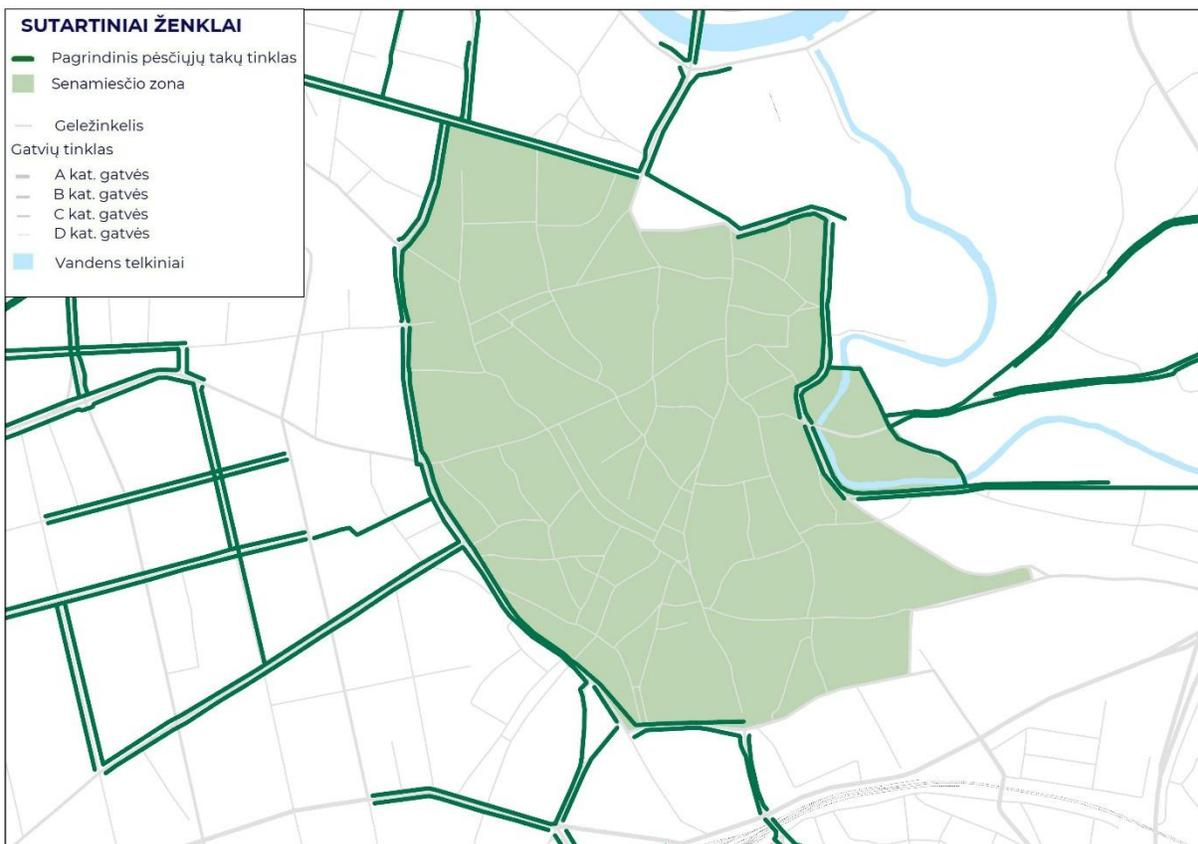 SUTARTINIAI ŽENKLAI
Pagrindinis pėsčiųjų takų tinklas
Senamiesčio zona
Geležinkelis
Gatvių tinklas
A kat. gatvės
B kat. gatvės
C kat. gatvės
D kat. gatvės
Vandens telkiniai